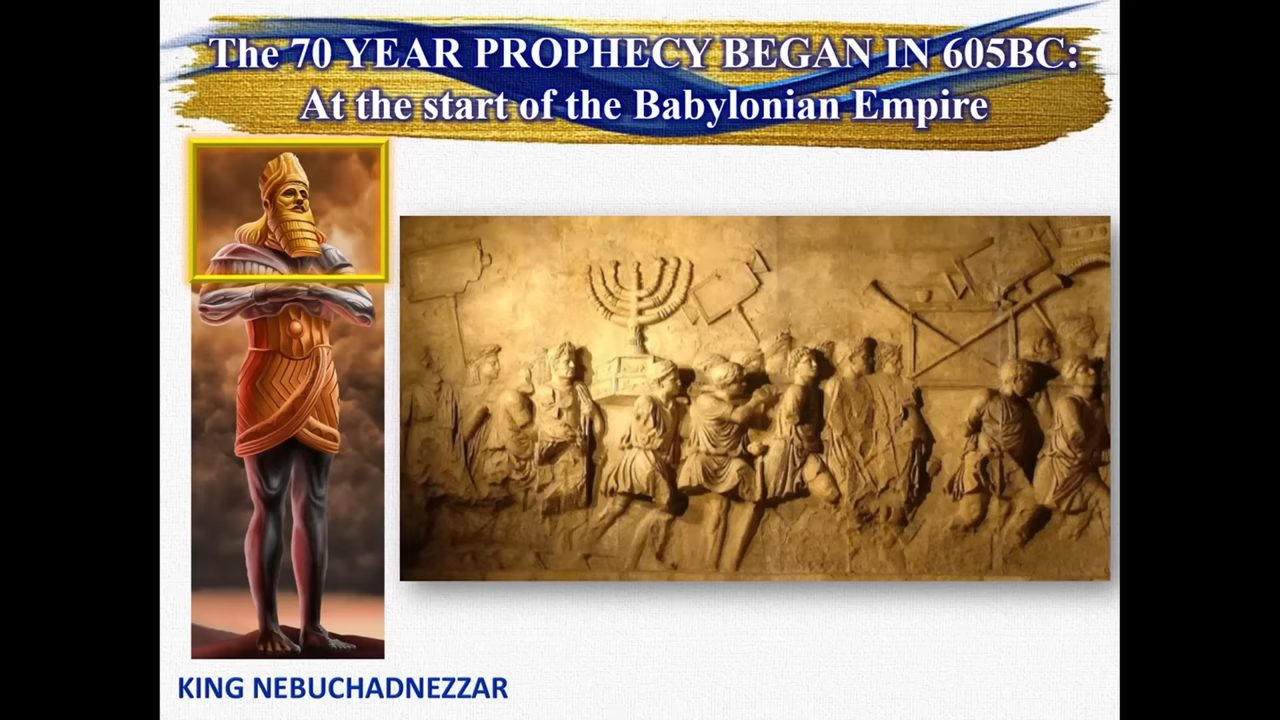 The 70 YEAR PROPHECY BEGAN IN 605BC:
At the start of the Babylonian Empire
KING NEBUCHADNEZZAR